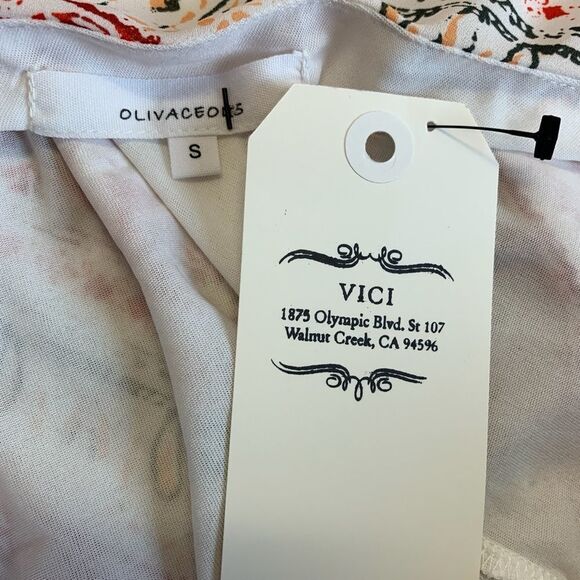 OLIVACEOUS
S
VICI
1875 Olympic Blvd. St 107
Walnut Creek, CA 94596